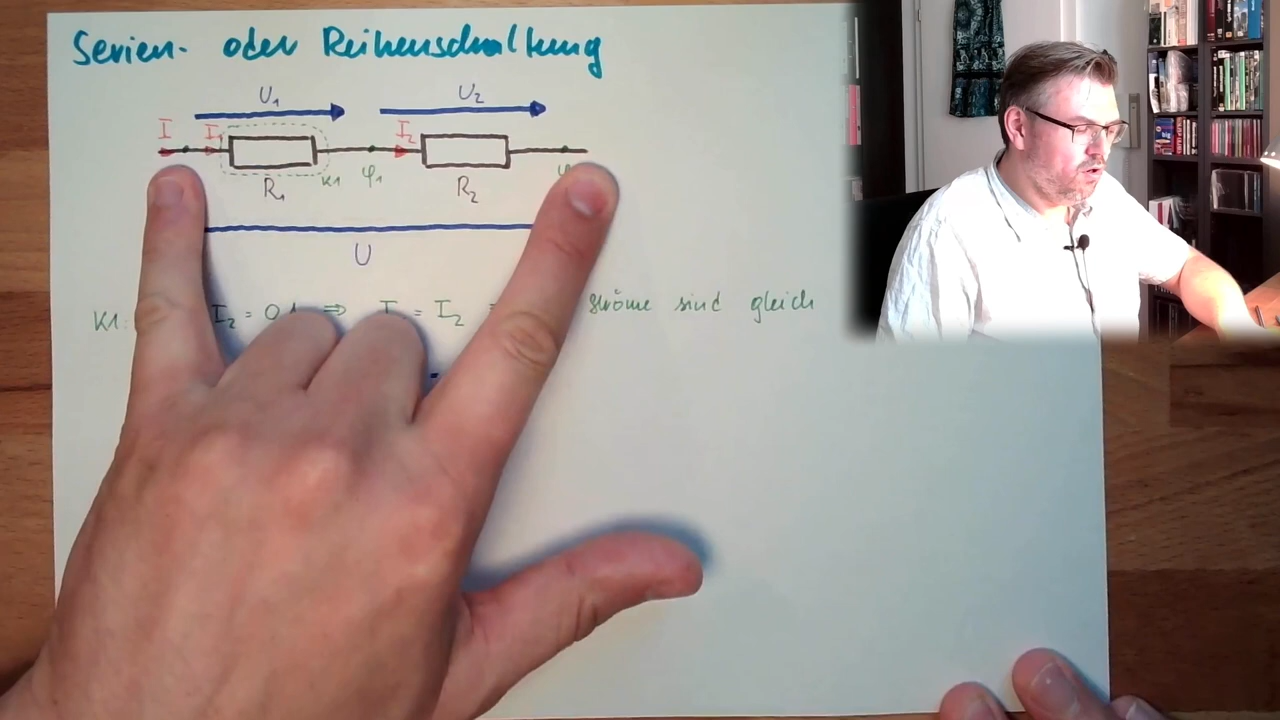 Serien- oder Reihenschaltung
U₁ U₂
I I₁ I₂
R₁ K1 φ₁ R₂ φ
U
K1: I₂ = 0 ⇒ I = I₂ Ströme sind gleich